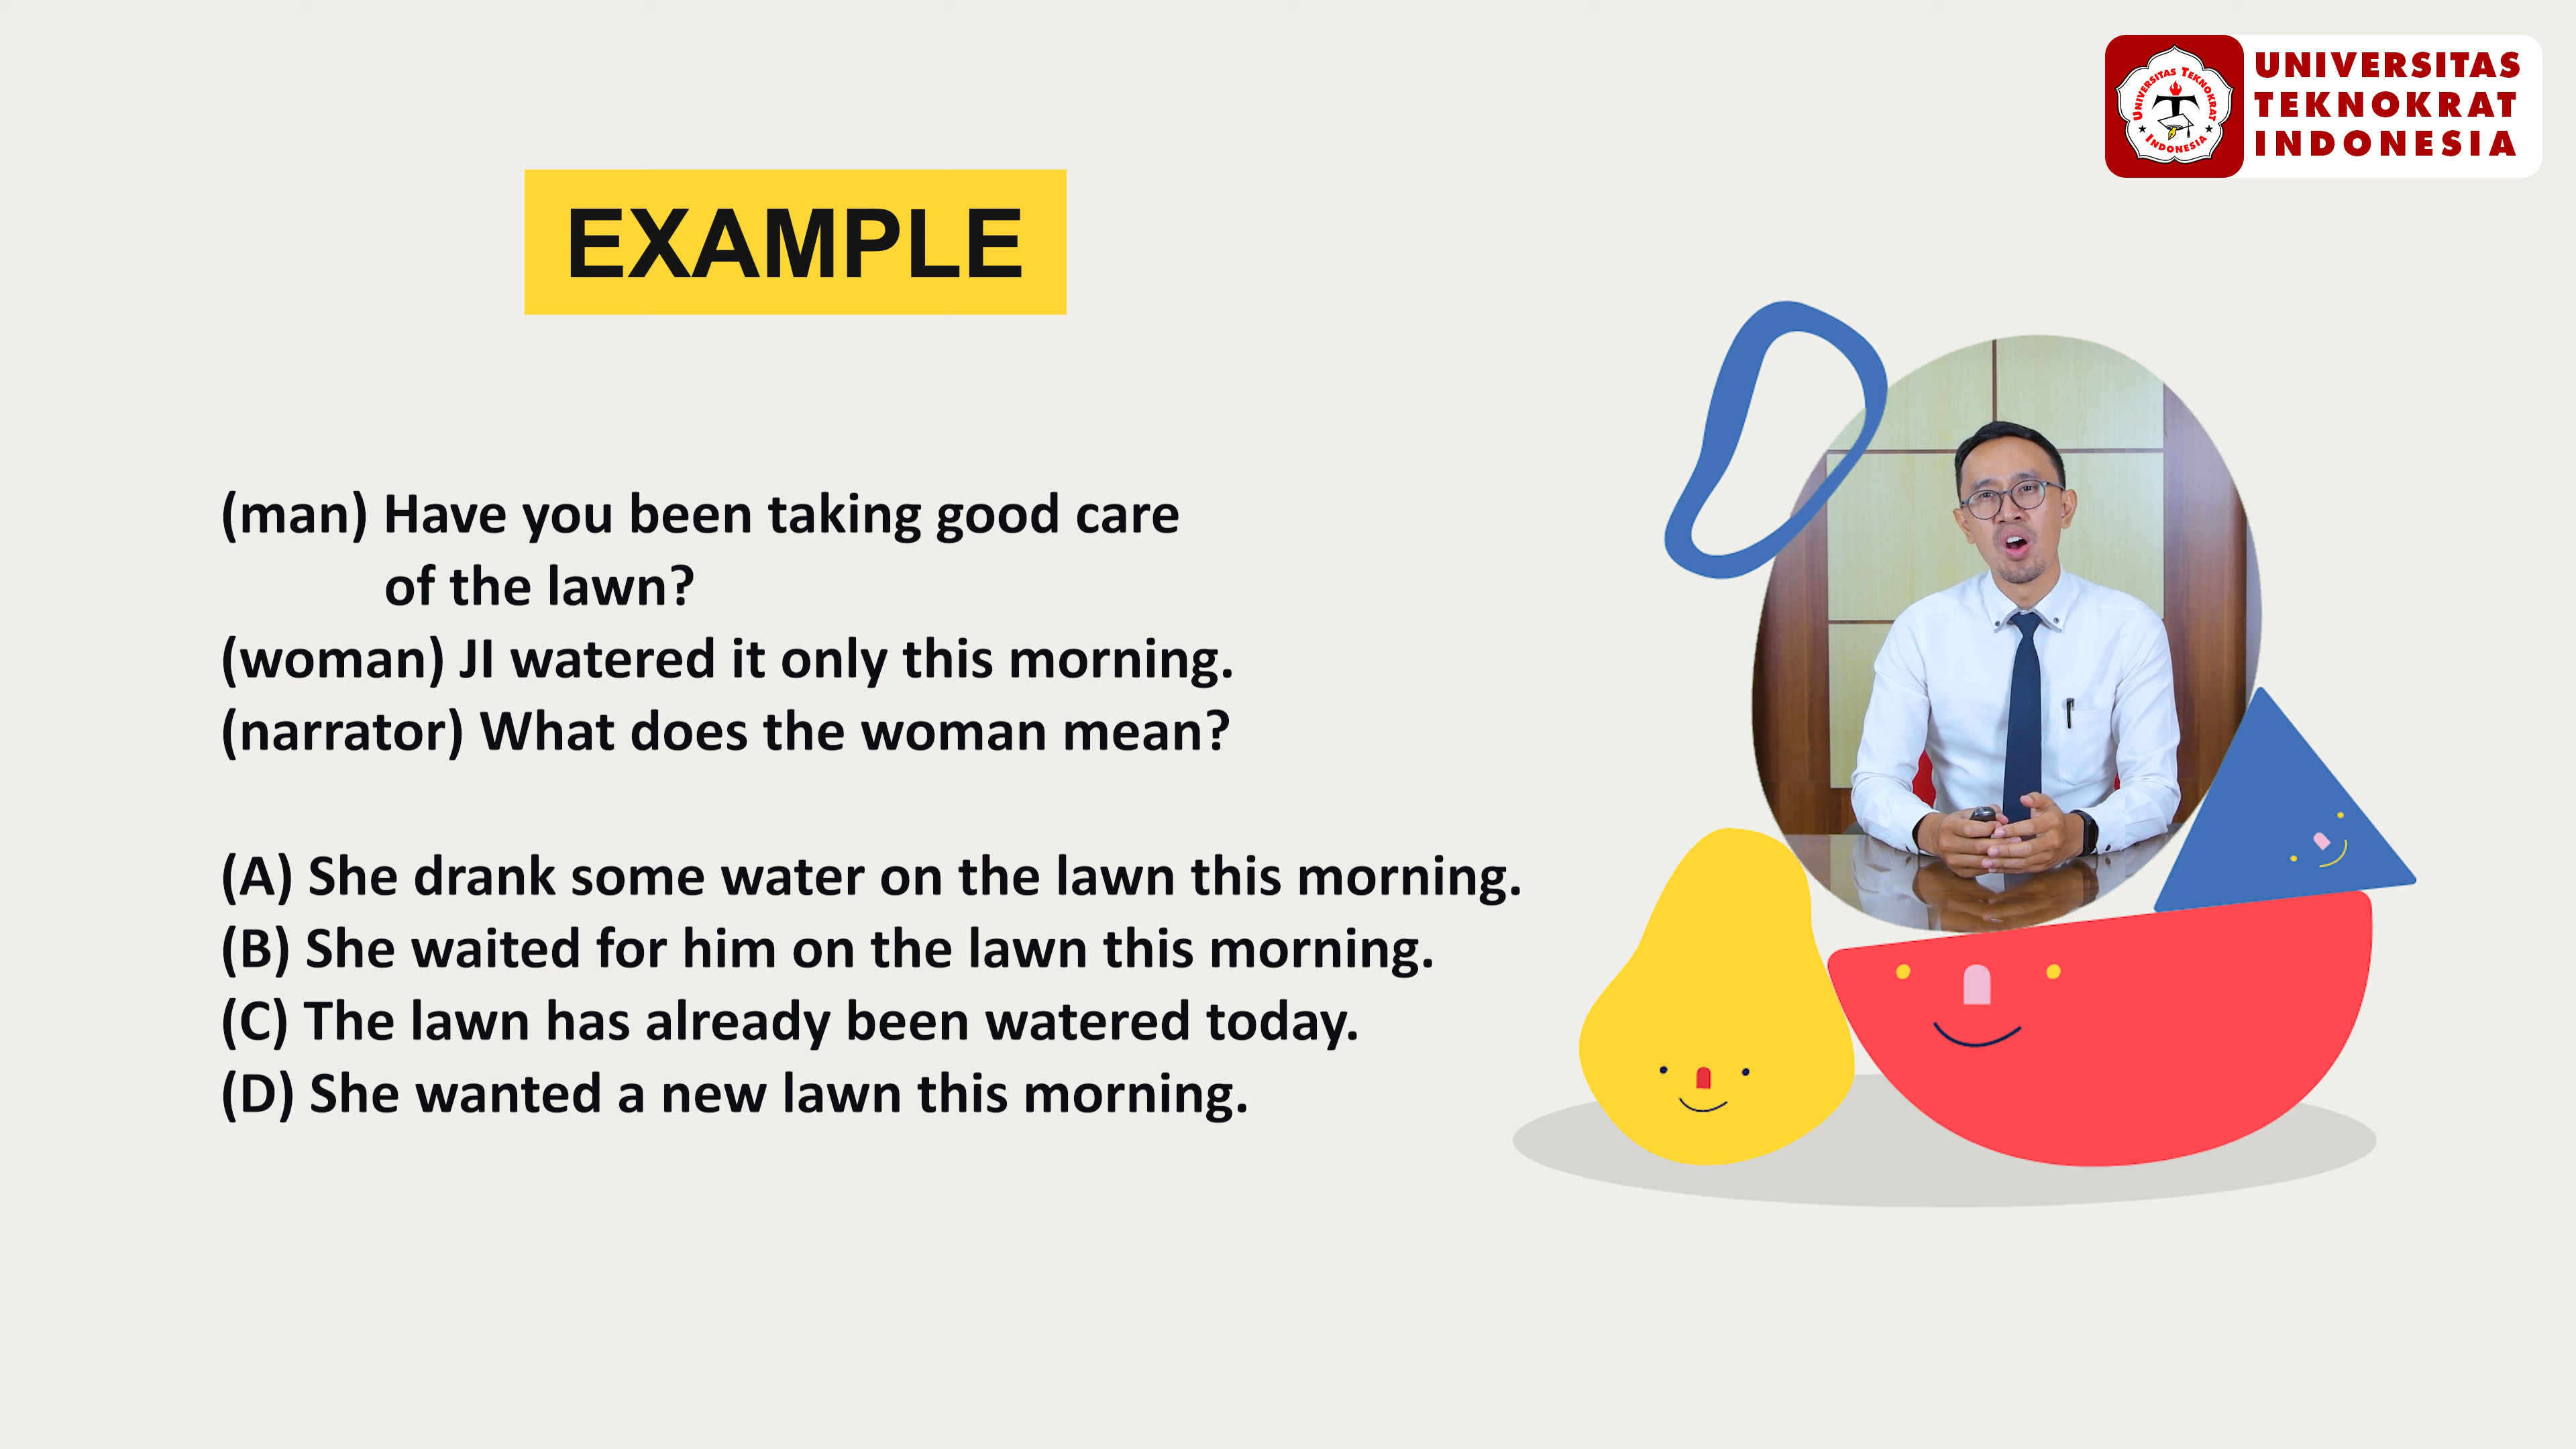 UNIVERSITAS
TEKNOKRAT
INDONESIA
UNIVERSITAS TEKNOKRAT
INDONESIA
EXAMPLE
(man) Have you been taking good care
of the lawn?
(woman) JI watered it only this morning.
(narrator) What does the woman mean?
(A) She drank some water on the lawn this morning.
(B) She waited for him on the lawn this morning.
(C) The lawn has already been watered today.
(D) She wanted a new lawn this morning.